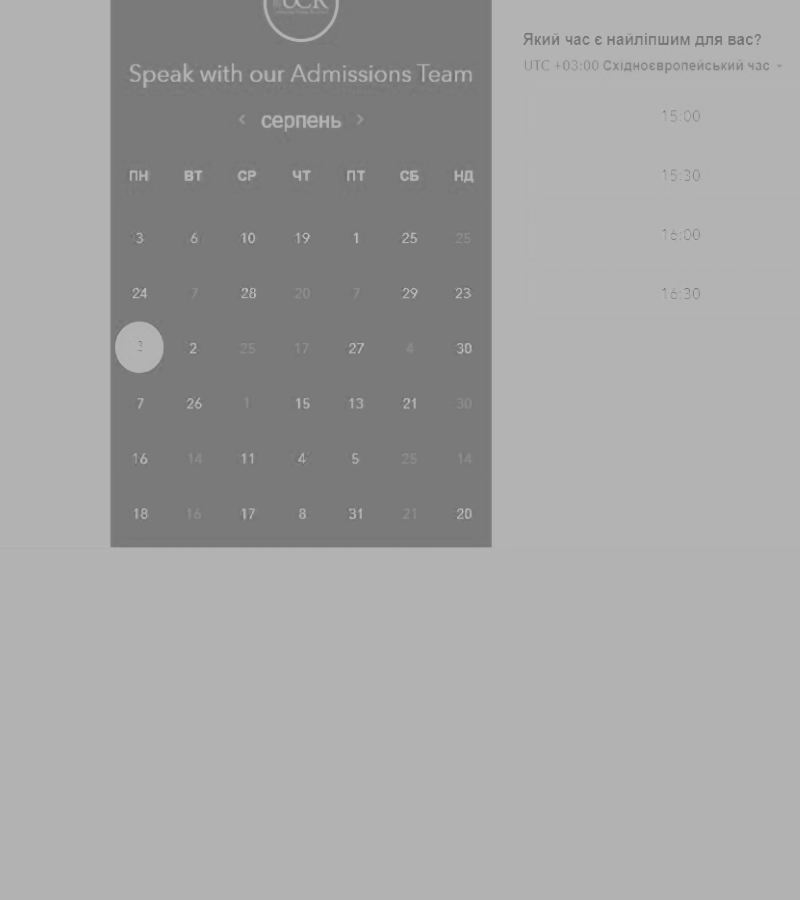 UCR
Speak with our Admissions Team
‹ серпень ›
ПН ВТ СР ЧТ ПТ СБ НД
3 6 10 19 1 25 25
24 7 28 20 7 29 23
3 2 25 17 27 4 30
7 26 1 15 13 21 30
16 14 11 4 5 25 14
18 16 17 8 31 21 20
Який час є найліпшим для вас?
UTC +03:00 Східноєвропейський час
15:00
15:30
16:00
16:30